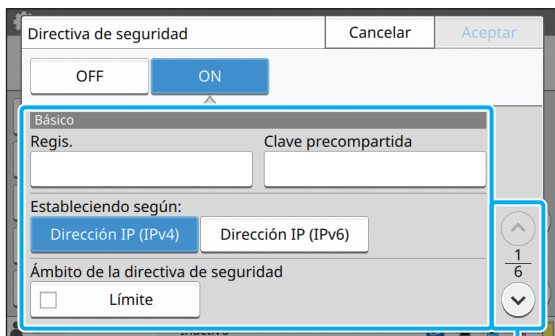 Directiva de seguridad Cancelar Aceptar
OFF ON
Básico
Regis. Clave precompartida
Estableciendo según:
Dirección IP (IPv4) Dirección IP (IPv6)
1
6
Ámbito de la directiva de seguridad
Límite